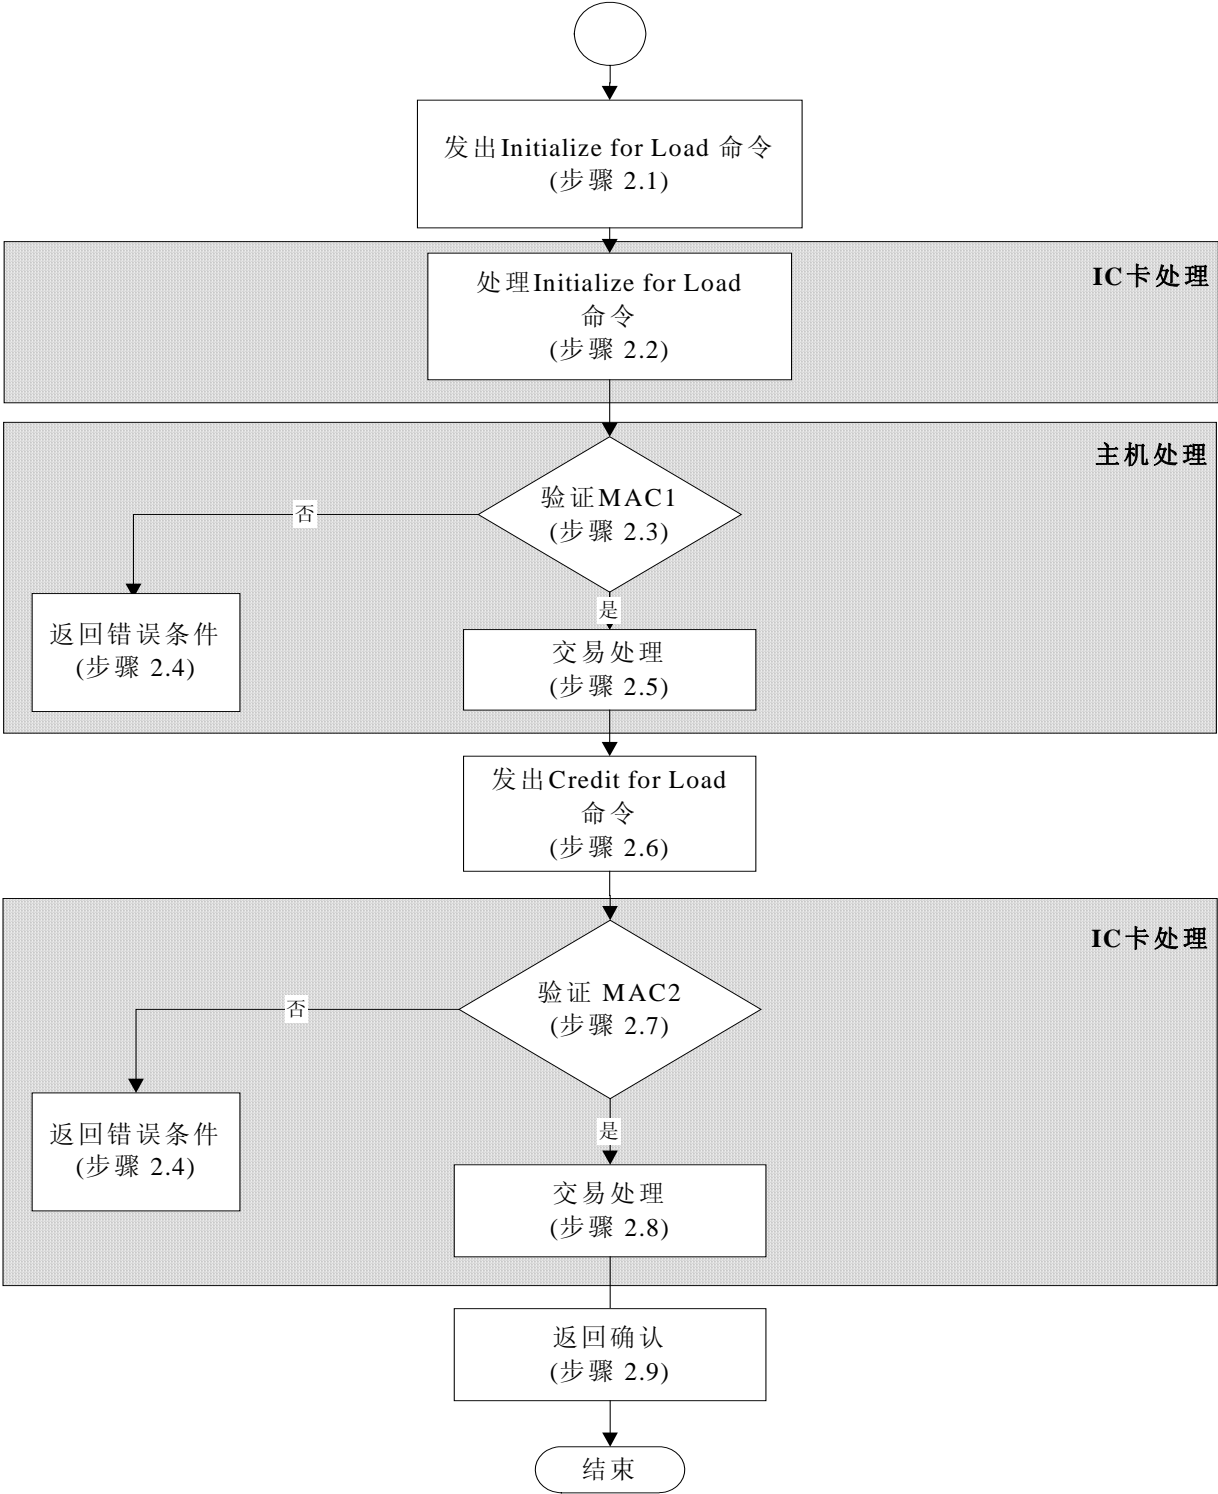 发出Initialize for Load 命令
(步骤 2.1)
IC卡处理
处理Initialize for Load
命令
(步骤 2.2)
主机处理
验证MAC1
(步骤 2.3)
否
是
返回错误条件
(步骤 2.4)
交易处理
(步骤 2.5)
发出Credit for Load
命令
(步骤 2.6)
IC卡处理
验证 MAC2
(步骤 2.7)
否
是
返回错误条件
(步骤 2.4)
交易处理
(步骤 2.8)
返回确认
(步骤 2.9)
结束